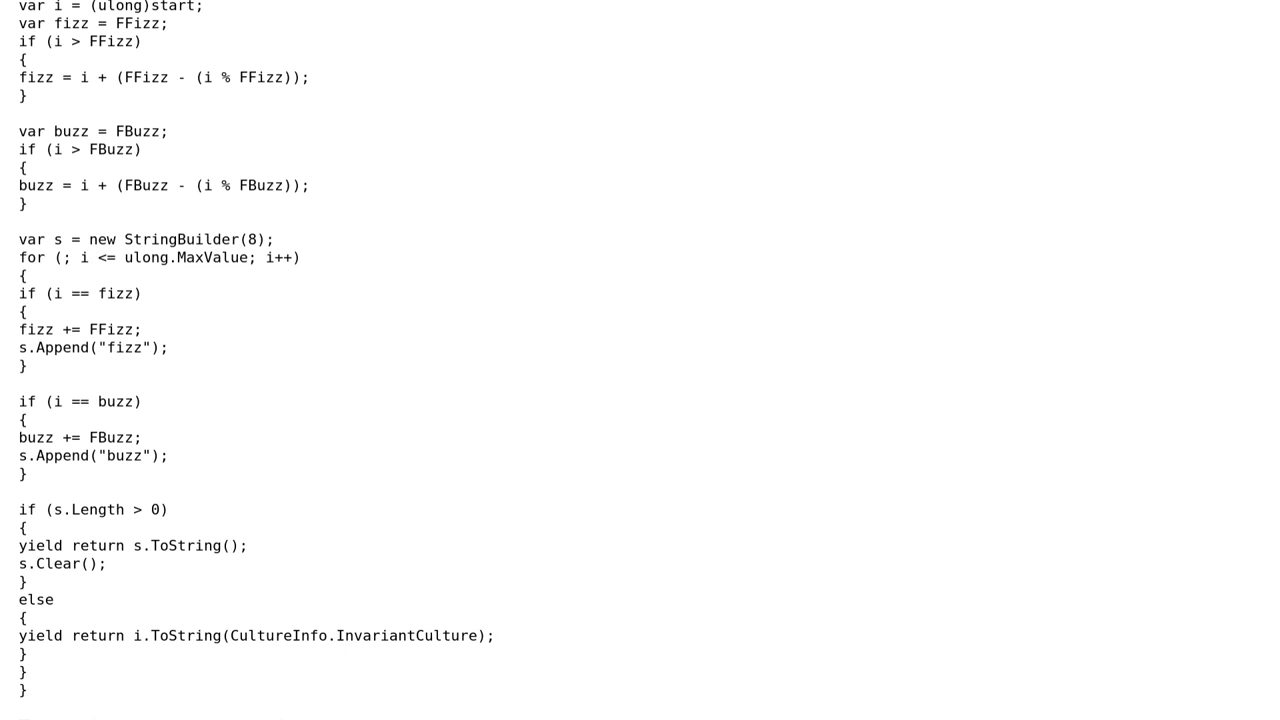 var i = (ulong)start;
var fizz = FFizz;
if (i > FFizz)
{
fizz = i + (FFizz - (i % FFizz));
}
var buzz = FBuzz;
if (i > FBuzz)
{
buzz = i + (FBuzz - (i % FBuzz));
}
var s = new StringBuilder(8);
for (; i <= ulong.MaxValue; i++)
{
if (i == fizz)
{
fizz += FFizz;
s.Append("fizz");
}
if (i == buzz)
{
buzz += FBuzz;
s.Append("buzz");
}
if (s.Length > 0)
{
yield return s.ToString();
s.Clear();
}
else
{
yield return i.ToString(CultureInfo.InvariantCulture);
}
}
}